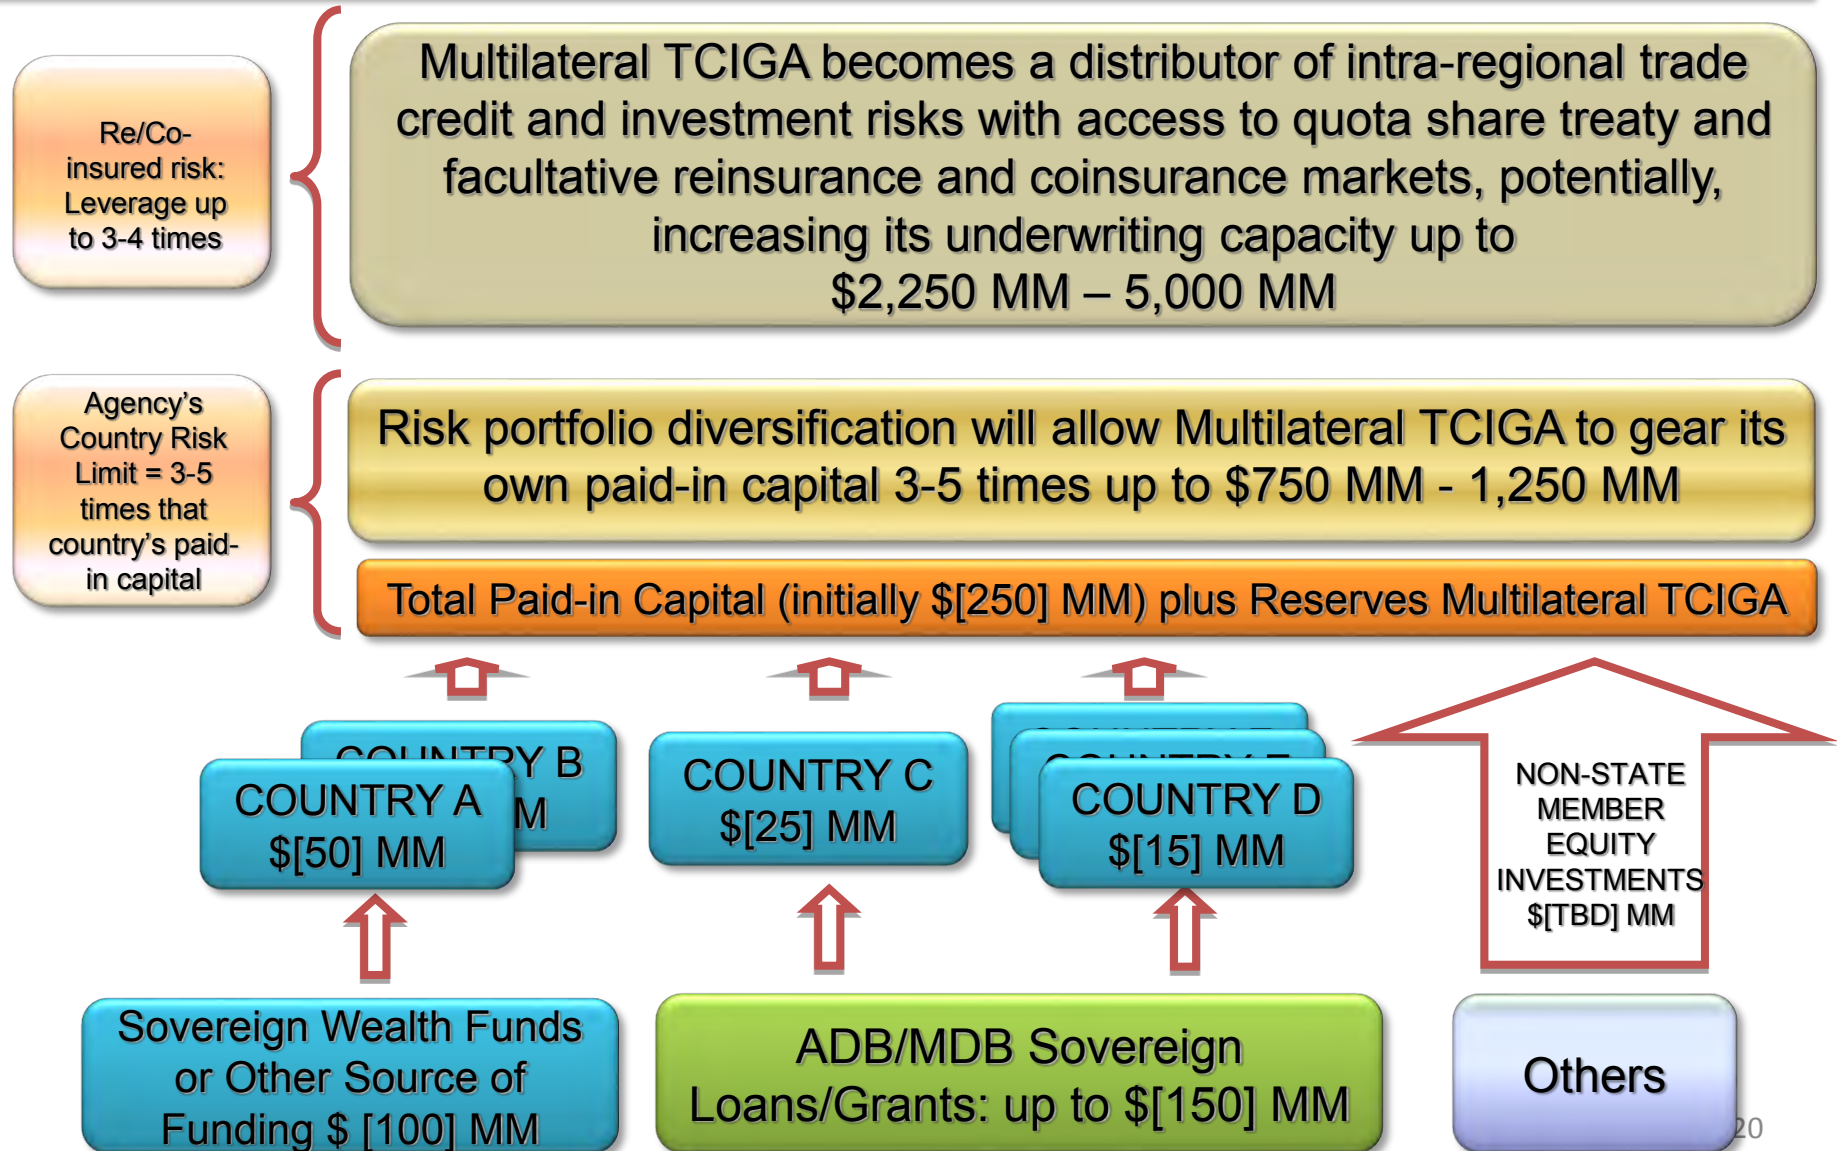 Re/Co-
insured risk:
Leverage up
to 3-4 times
Multilateral TCIGA becomes a distributor of intra-regional trade
credit and investment risks with access to quota share treaty and
facultative reinsurance and coinsurance markets, potentially,
increasing its underwriting capacity up to
$2,250 MM – 5,000 MM
Agency’s
Country Risk
Limit = 3-5
times that
country’s paid-
in capital
Risk portfolio diversification will allow Multilateral TCIGA to gear its
own paid-in capital 3-5 times up to $750 MM - 1,250 MM
Total Paid-in Capital (initially $[250] MM) plus Reserves Multilateral TCIGA
COUNTRY B
M
COUNTRY A
$[50] MM
COUNTRY C
$[25] MM
COUNTRY
COUNTRY
COUNTRY D
$[15] MM
NON-STATE
MEMBER
EQUITY
INVESTMENTS
$[TBD] MM
Sovereign Wealth Funds
or Other Source of
Funding $ [100] MM
ADB/MDB Sovereign
Loans/Grants: up to $[150] MM
Others
20